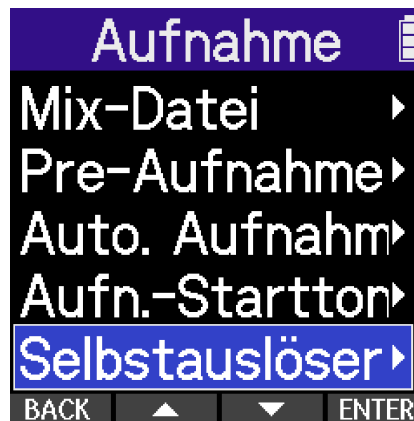 Aufnahme
Mix-Datei
Pre-Aufnahme
Auto. Aufnahm
Aufn.-Startton
Selbstauslöser
BACK ENTER